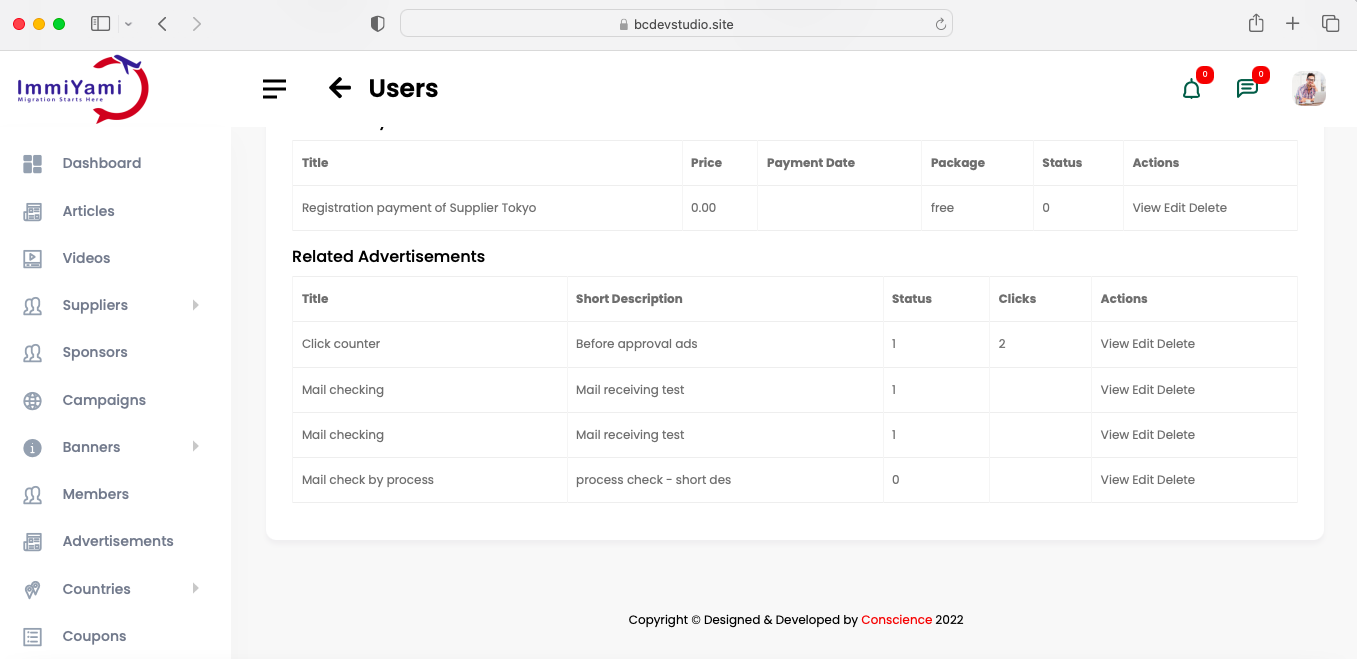 bcdevstudio.site
ImmiYami
Migration Starts Here
Users
0
0
Dashboard
Articles
Videos
Suppliers
Sponsors
Campaigns
Banners
Members
Advertisements
Countries
Coupons
Title Price Payment Date Package Status Actions
Registration payment of Supplier Tokyo 0.00 free 0 View Edit Delete
Related Advertisements
Title Short Description Status Clicks Actions
Click counter Before approval ads 1 2 View Edit Delete
Mail checking Mail receiving test 1 View Edit Delete
Mail checking Mail receiving test 1 View Edit Delete
Mail check by process process check - short des 0 View Edit Delete
Copyright © Designed & Developed by Conscience 2022